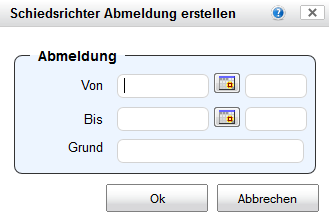 Schiedsrichter Abmeldung erstellen
Abmeldung
Von
Bis
Grund
Ok Abbrechen